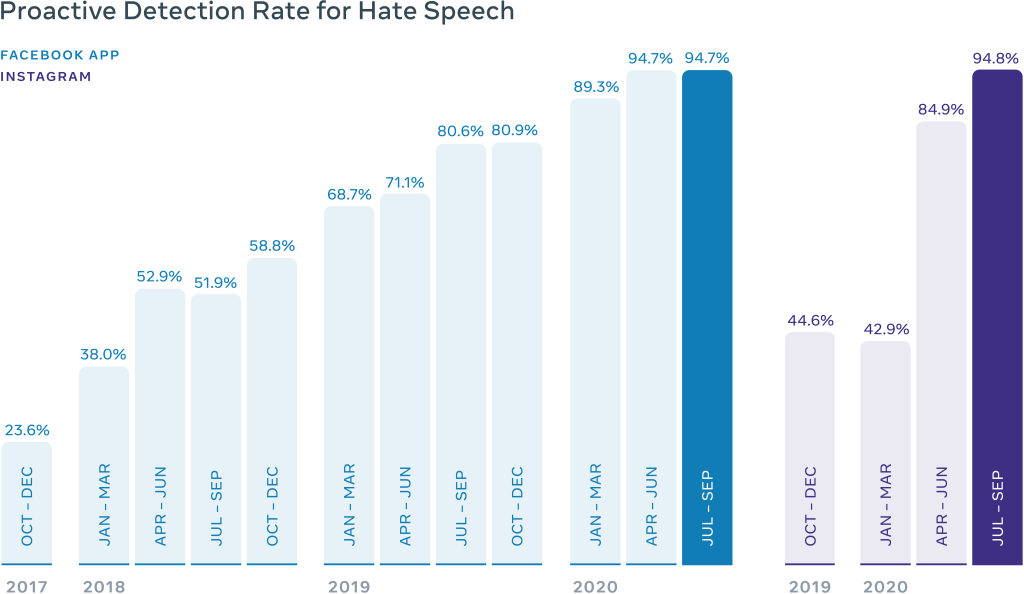 Proactive Detection Rate for Hate Speech
FACEBOOK APP
INSTAGRAM
23.6%
38.0%
52.9%
51.9%
58.8%
68.7%
71.1%
80.6%
80.9%
89.3%
94.7%
94.7%
44.6%
42.9%
84.9%
94.8%
OCT – DEC
JAN – MAR
APR – JUN
JUL – SEP
OCT – DEC
JAN – MAR
APR – JUN
JUL – SEP
OCT – DEC
JAN – MAR
APR – JUN
JUL – SEP
OCT – DEC
JAN – MAR
APR – JUN
JUL – SEP
2017
2018
2019
2020
2019
2020